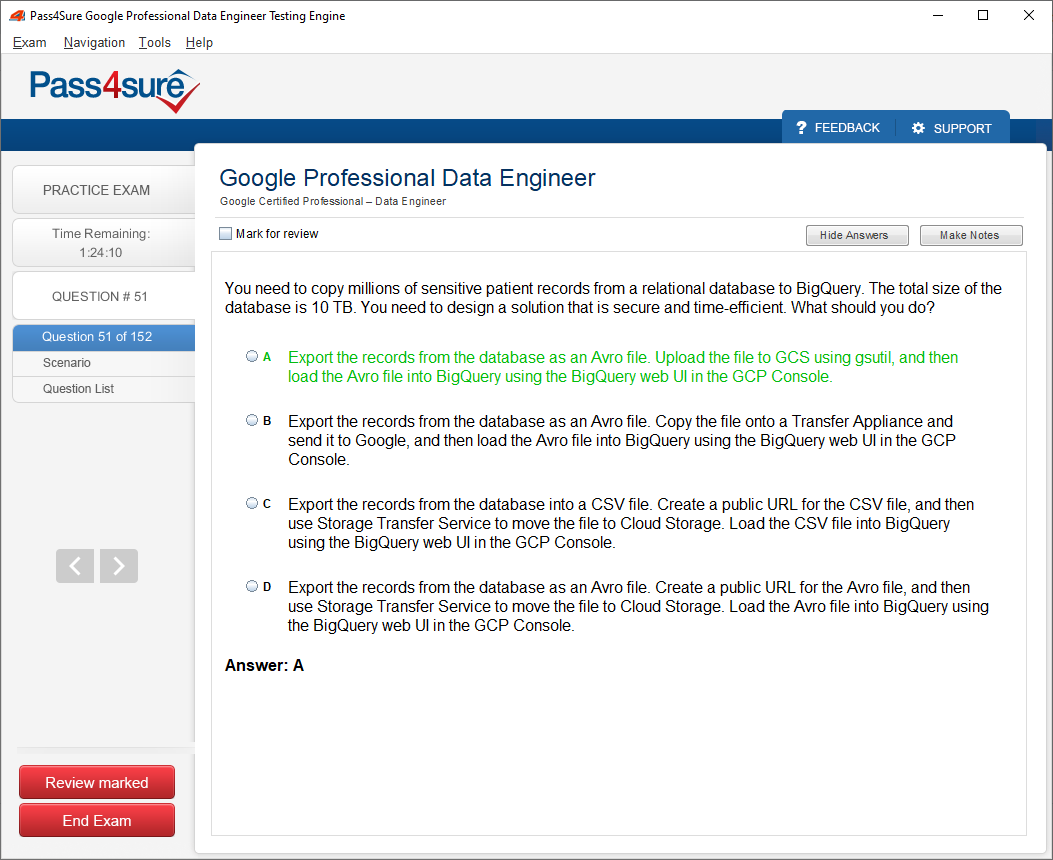 Pass4Sure Google Professional Data Engineer Testing Engine
Exam Navigation Tools Help
Pass4sure
? FEEDBACK SUPPORT
PRACTICE EXAM
Time Remaining:
1:24:10
QUESTION # 51
Question 51 of 152
Scenario
Question List
Review marked
End Exam
Google Professional Data Engineer
Google Certified Professional – Data Engineer
Mark for review
Hide Answers
Make Notes
You need to copy millions of sensitive patient records from a relational database to BigQuery. The total size of the
database is 10 TB. You need to design a solution that is secure and time-efficient. What should you do?
A Export the records from the database as an Avro file. Upload the file to GCS using gsutil, and then
load the Avro file into BigQuery using the BigQuery web UI in the GCP Console.
B Export the records from the database as an Avro file. Copy the file onto a Transfer Appliance and
send it to Google, and then load the Avro file into BigQuery using the BigQuery web UI in the GCP
Console.
C Export the records from the database into a CSV file. Create a public URL for the CSV file, and then
use Storage Transfer Service to move the file to Cloud Storage. Load the CSV file into BigQuery
using the BigQuery web UI in the GCP Console.
D Export the records from the database as an Avro file. Create a public URL for the Avro file, and then
use Storage Transfer Service to move the file to Cloud Storage. Load the Avro file into BigQuery using
the BigQuery web UI in the GCP Console.
Answer: A